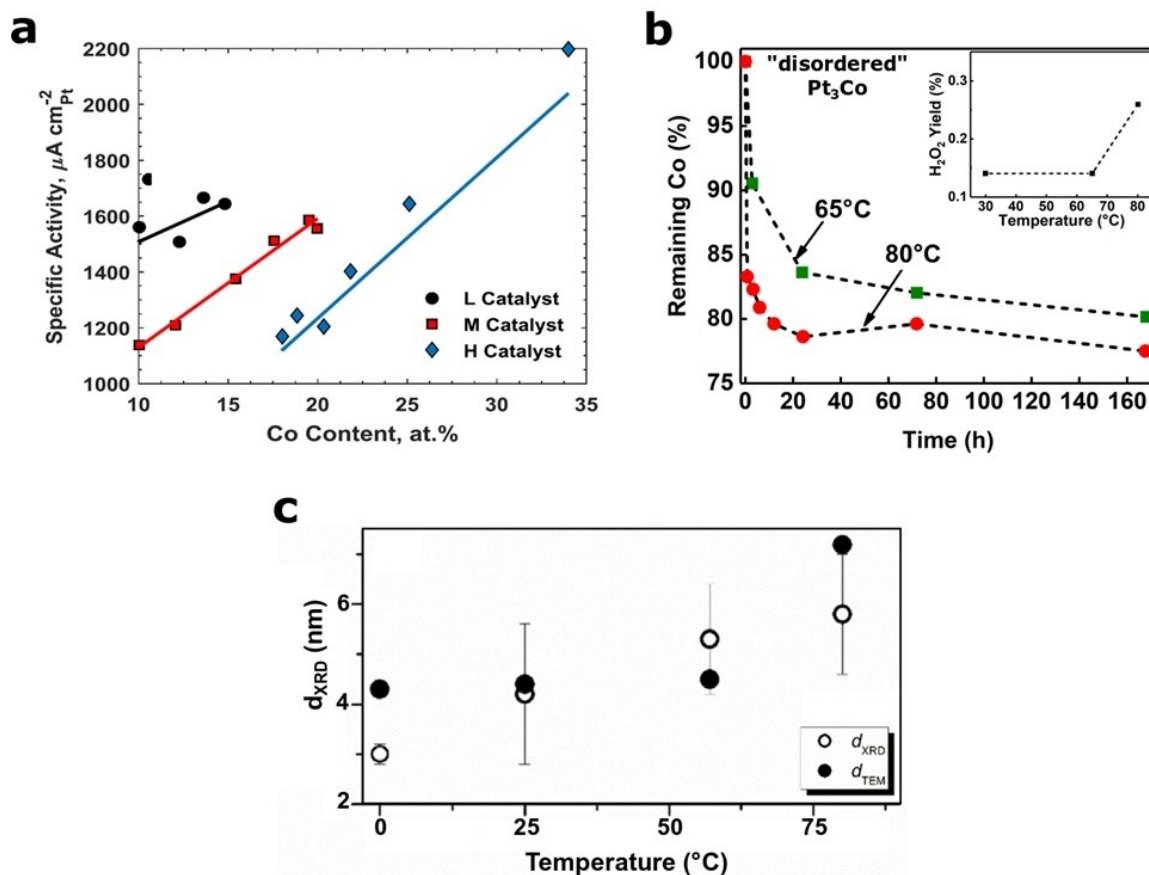 a
Specific Activity, μA cm⁻²Pt
2200
2000
1800
1600
1400
1200
1000
10
15
20
25
30
35
Co Content, at.%
L Catalyst
M Catalyst
H Catalyst
b
Remaining Co (%)
100
95
90
85
80
75
"disordered"
Pt₃Co
65°C
80°C
0
20
40
60
80
100
120
140
160
Time (h)
H₂O₂ Yield (%)
0.3
0.2
0.1
30
40
50
60
70
80
Temperature (°C)
c
dXRD (nm)
6
4
2
0
25
50
75
Temperature (°C)
dXRD
dTEM